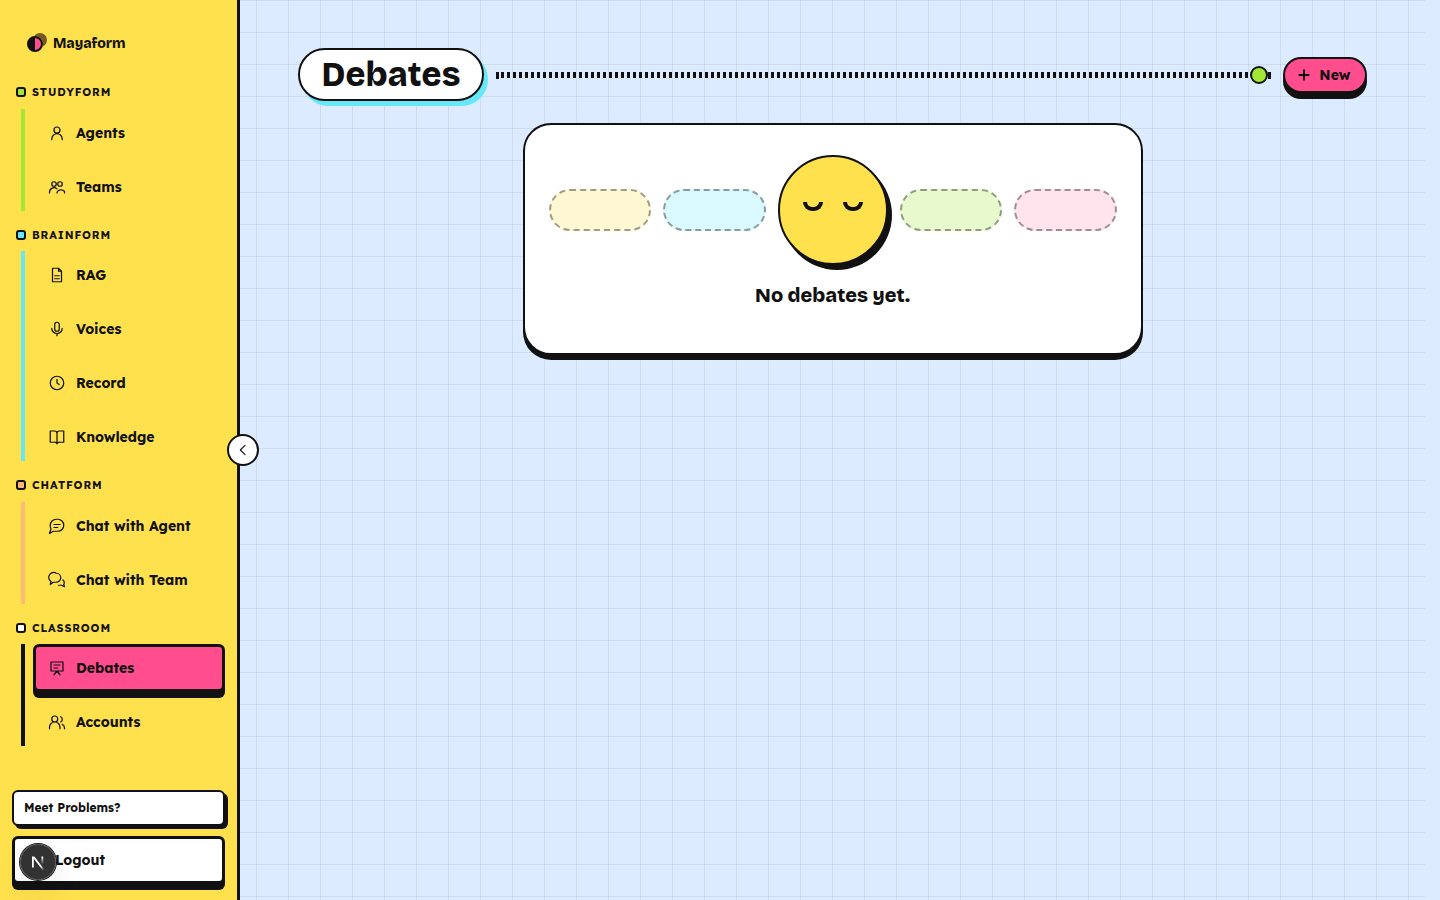 Mayaform
STUDYFORM
Agents
Teams
BRAINFORM
RAG
Voices
Record
Knowledge
CHATFORM
Chat with Agent
Chat with Team
CLASSROOM
Debates
Accounts
Meet Problems?
N
Logout
Debates
New
No debates yet.